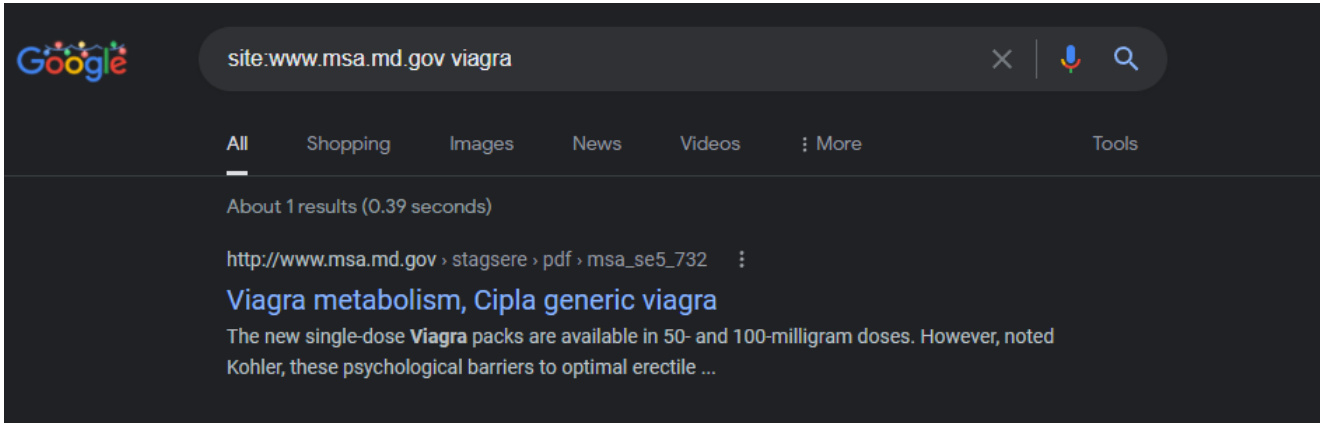 Google
site:www.msa.md.gov viagra
All Shopping Images News Videos More Tools
About 1 results (0.39 seconds)
http://www.msa.md.gov › stagsere › pdf › msa_se5_732
Viagra metabolism, Cipla generic viagra
The new single-dose Viagra packs are available in 50- and 100-milligram doses. However, noted
Kohler, these psychological barriers to optimal erectile ...